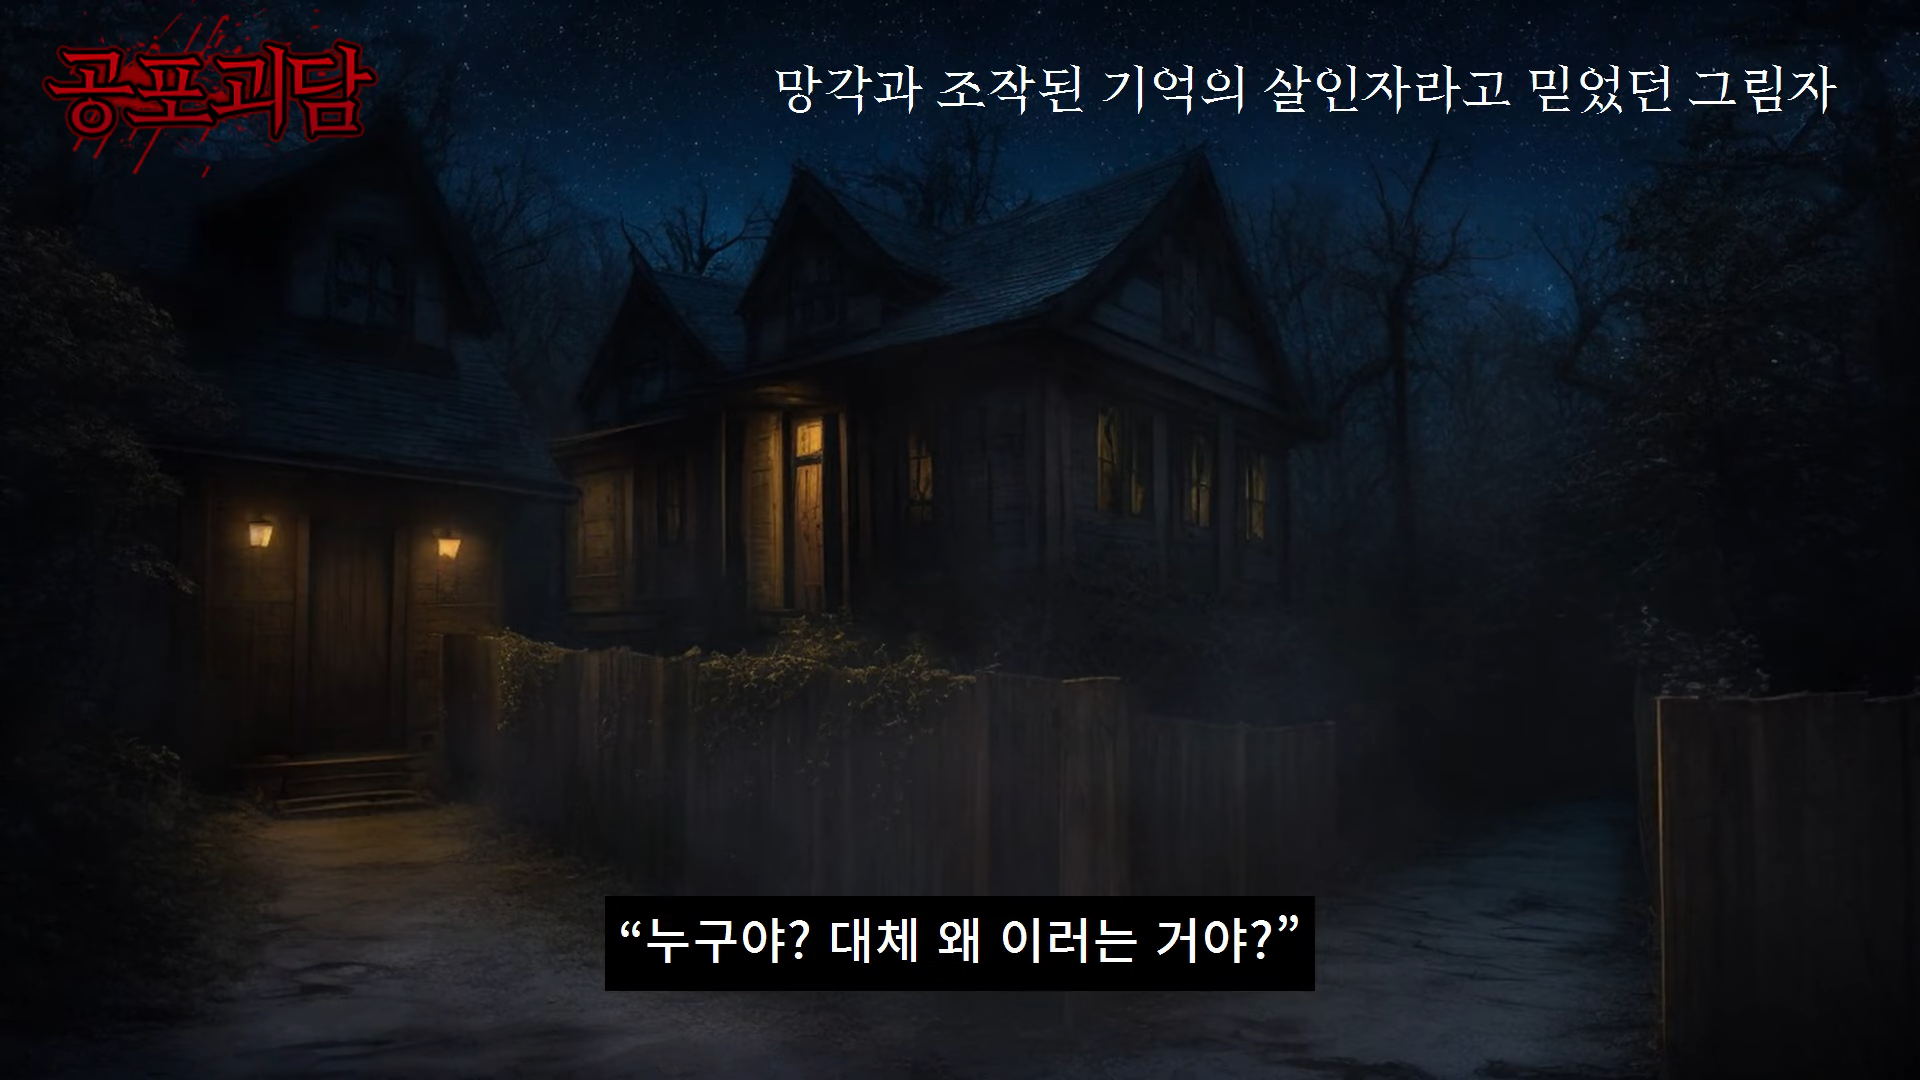 공포괴담
망각과 조작된 기억의 살인자라고 믿었던 그림자
“누구야? 대체 왜 이러는 거야?”